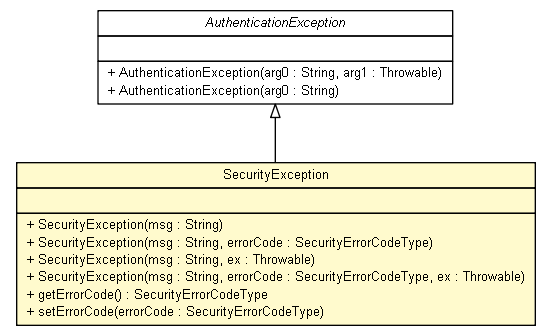 AuthenticationException
+ AuthenticationException(arg0 : String, arg1 : Throwable)
+ AuthenticationException(arg0 : String)
SecurityException
+ SecurityException(msg : String)
+ SecurityException(msg : String, errorCode : SecurityErrorCodeType)
+ SecurityException(msg : String, ex : Throwable)
+ SecurityException(msg : String, errorCode : SecurityErrorCodeType, ex : Throwable)
+ getErrorCode() : SecurityErrorCodeType
+ setErrorCode(errorCode : SecurityErrorCodeType)